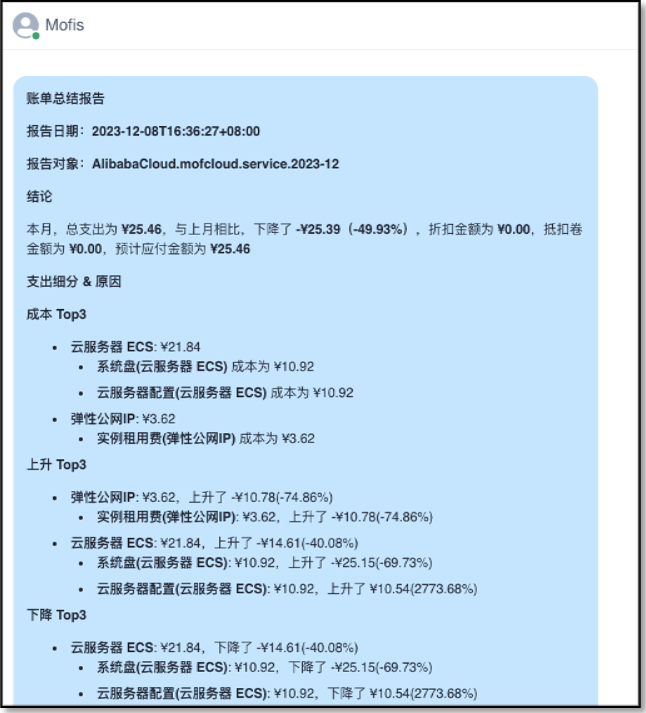 Mofis
账单总结报告
报告日期：2023-12-08T16:36:27+08:00
报告对象：AlibabaCloud.mofcloud.service.2023-12
结论
本月，总支出为 ¥25.46，与上月相比，下降了 -¥25.39（-49.93%），折扣金额为 ¥0.00，抵扣卷
金额为 ¥0.00，预计应付金额为 ¥25.46
支出细分 & 原因
成本 Top3
• 云服务器 ECS: ¥21.84
• 系统盘(云服务器 ECS) 成本为 ¥10.92
• 云服务器配置(云服务器 ECS) 成本为 ¥10.92
• 弹性公网IP: ¥3.62
• 实例租用费(弹性公网IP) 成本为 ¥3.62
上升 Top3
• 弹性公网IP: ¥3.62，上升了 -¥10.78(-74.86%)
• 实例租用费(弹性公网IP): ¥3.62，上升了 -¥10.78(-74.86%)
• 云服务器 ECS: ¥21.84，上升了 -¥14.61(-40.08%)
• 系统盘(云服务器 ECS): ¥10.92，上升了 -¥25.15(-69.73%)
• 云服务器配置(云服务器 ECS): ¥10.92，上升了 ¥10.54(2773.68%)
下降 Top3
• 云服务器 ECS: ¥21.84，下降了 -¥14.61(-40.08%)
• 系统盘(云服务器 ECS): ¥10.92，下降了 -¥25.15(-69.73%)
• 云服务器配置(云服务器 ECS): ¥10.92，下降了 ¥10.54(2773.68%)